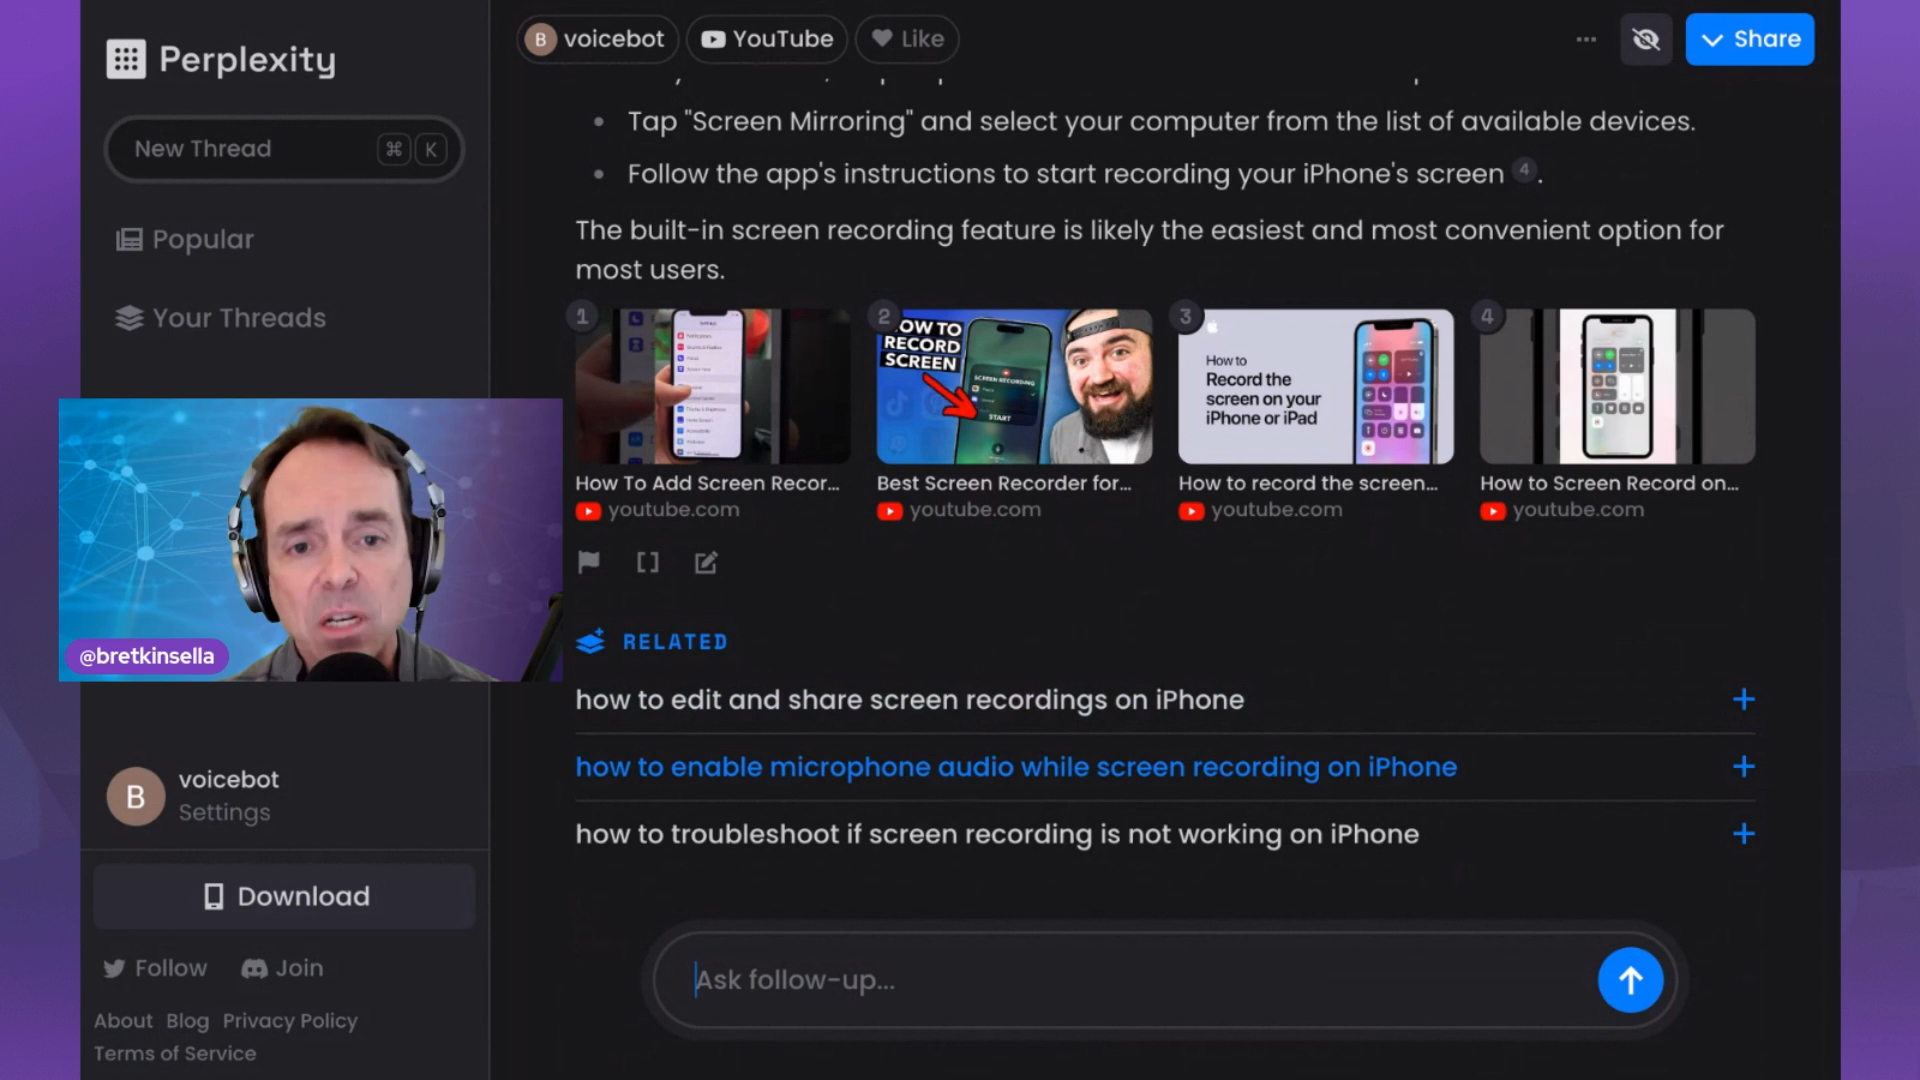 Perplexity
New Thread
⌘ K
Popular
Your Threads
@bretkinsella
B
voicebot
Settings
Download
Follow
Join
About Blog Privacy Policy
Terms of Service
B voicebot
YouTube
Like
Share
Tap "Screen Mirroring" and select your computer from the list of available devices.
Follow the app's instructions to start recording your iPhone's screen 4.
The built-in screen recording feature is likely the easiest and most convenient option for
most users.
1
2
OW TO
RECORD
SCREEN
SCREEN RECORDING
START
3
How to
Record the
screen on your
iPhone or iPad
4
How To Add Screen Recor...
youtube.com
Best Screen Recorder for...
youtube.com
How to record the screen...
youtube.com
How to Screen Record on...
youtube.com
RELATED
how to edit and share screen recordings on iPhone
how to enable microphone audio while screen recording on iPhone
how to troubleshoot if screen recording is not working on iPhone
Ask follow-up...